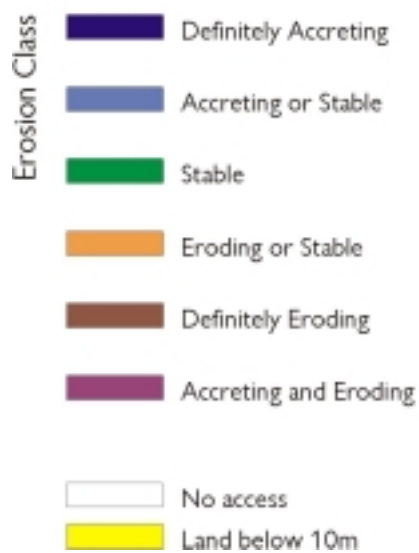 Erosion Class
Definitely Accreting
Accreting or Stable
Stable
Eroding or Stable
Definitely Eroding
Accreting and Eroding
No access
Land below 10m